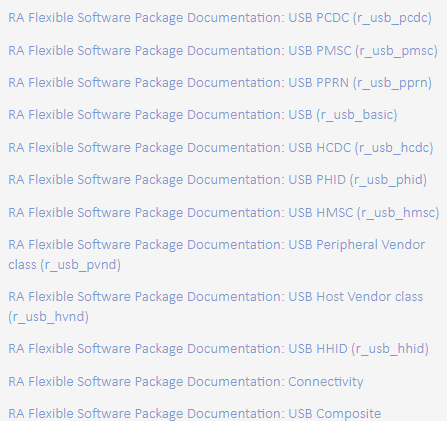 RA Flexible Software Package Documentation: USB PCDC (r_usb_pcdc)
RA Flexible Software Package Documentation: USB PMSC (r_usb_pmsc)
RA Flexible Software Package Documentation: USB PPRN (r_usb_pprn)
RA Flexible Software Package Documentation: USB (r_usb_basic)
RA Flexible Software Package Documentation: USB HCDC (r_usb_hcdc)
RA Flexible Software Package Documentation: USB PHID (r_usb_phid)
RA Flexible Software Package Documentation: USB HMSC (r_usb_hmsc)
RA Flexible Software Package Documentation: USB Peripheral Vendor
class (r_usb_pvnd)
RA Flexible Software Package Documentation: USB Host Vendor class
(r_usb_hvnd)
RA Flexible Software Package Documentation: USB HHID (r_usb_hhid)
RA Flexible Software Package Documentation: Connectivity
RA Flexible Software Package Documentation: USB Composite